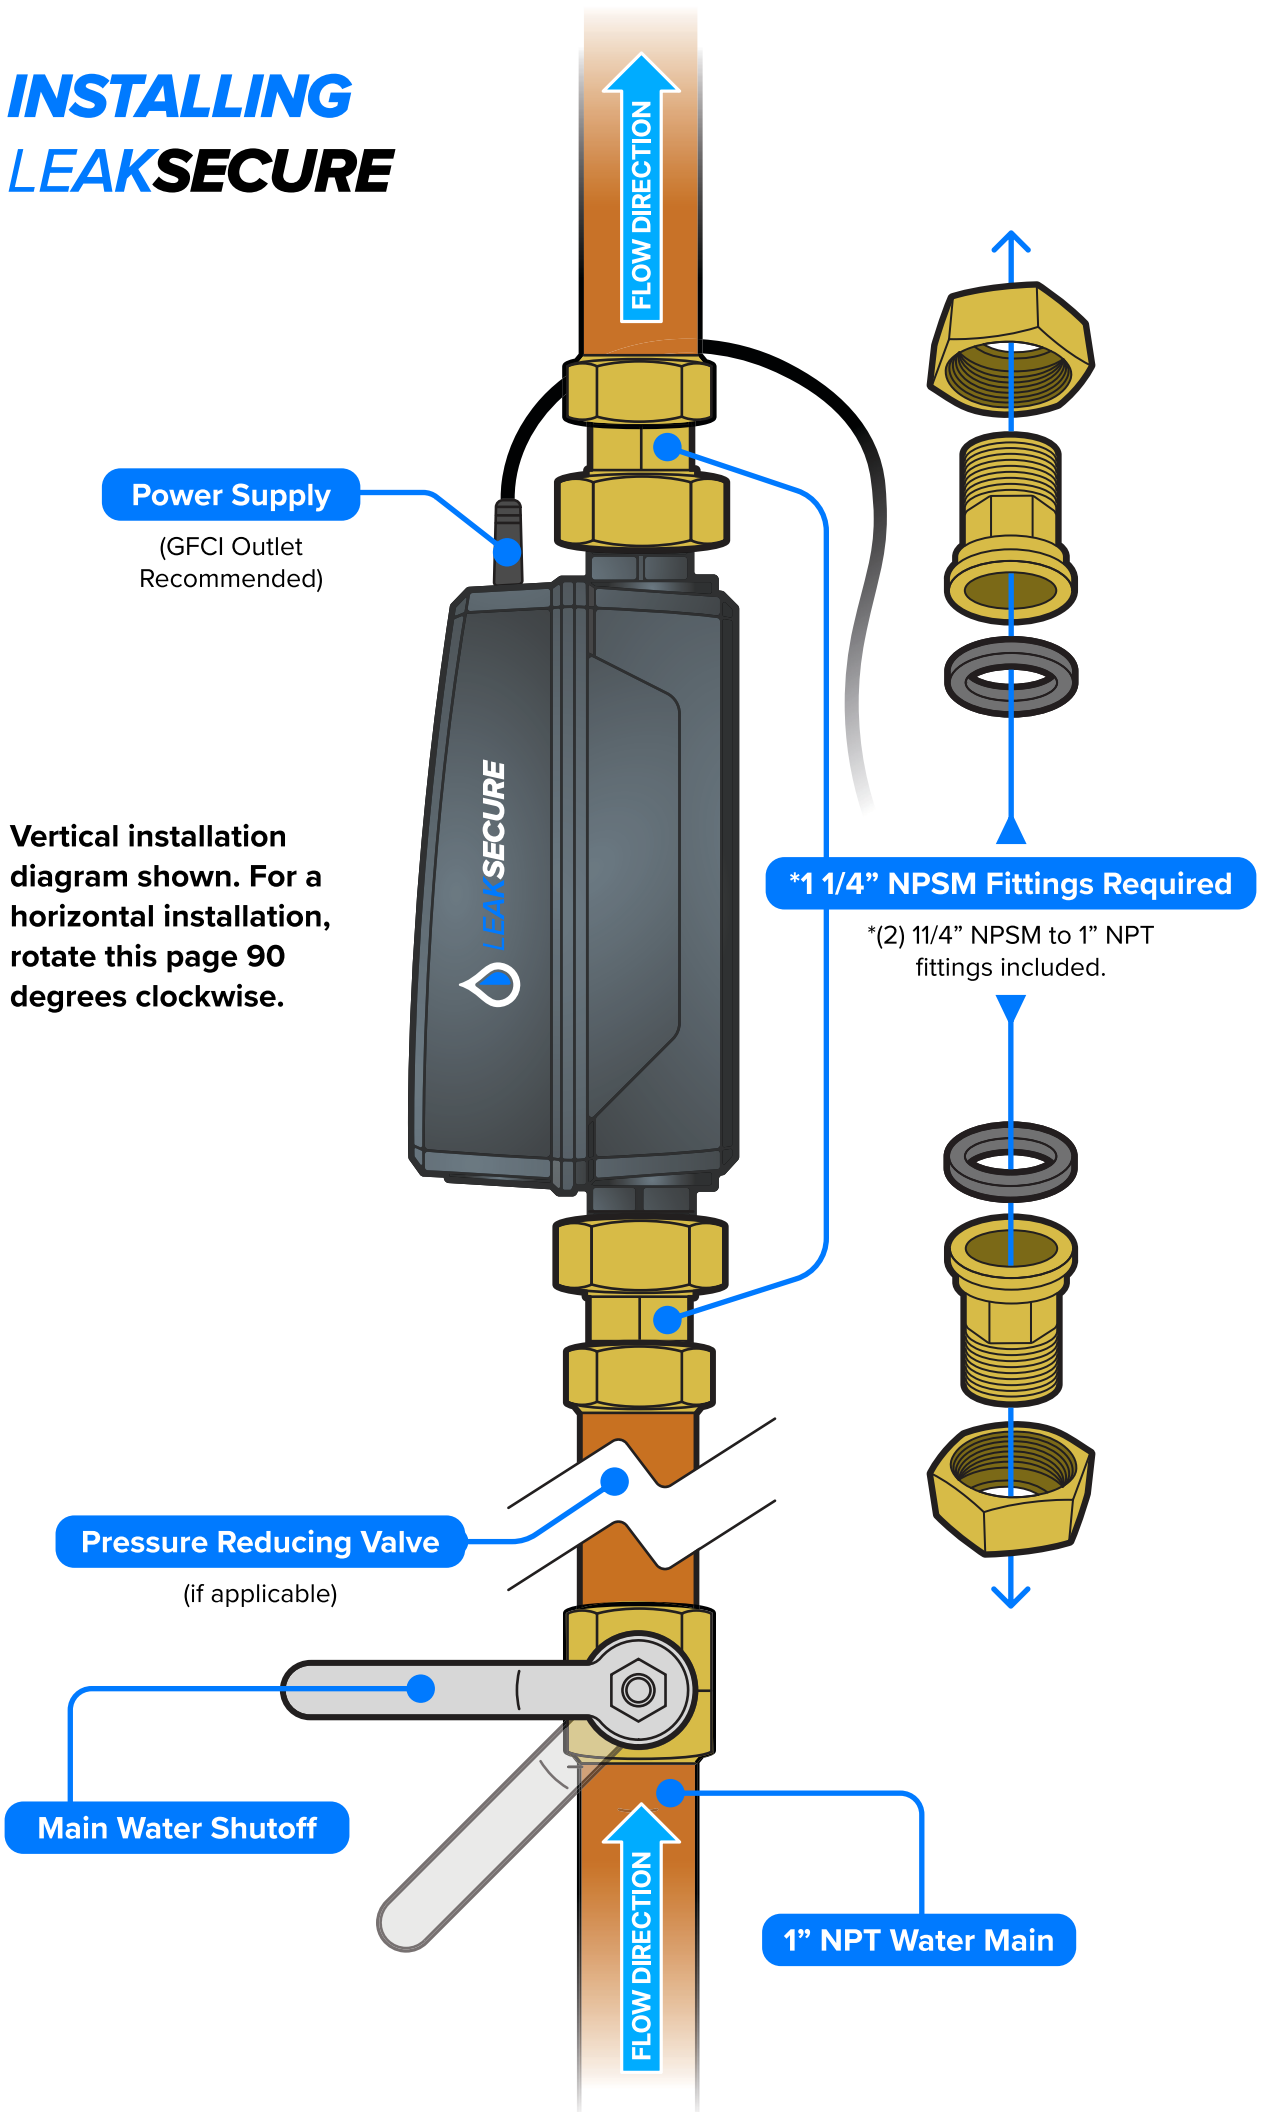 INSTALLING
LEAKSECURE
FLOW DIRECTION
Power Supply
(GFCI Outlet
Recommended)
LEAKSECURE
Vertical installation
diagram shown. For a
horizontal installation,
rotate this page 90
degrees clockwise.
*1 1/4” NPSM Fittings Required
*(2) 11/4” NPSM to 1” NPT
fittings included.
Pressure Reducing Valve
(if applicable)
Main Water Shutoff
1” NPT Water Main
FLOW DIRECTION